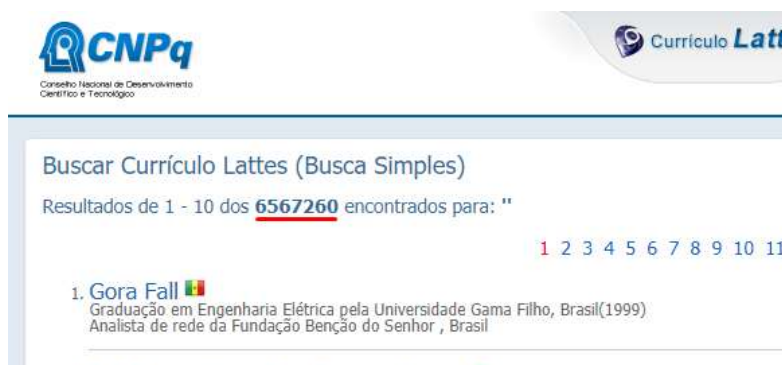 CNPq
Conselho Nacional de Desenvolvimento
Científico e Tecnológico
Currículo Latt
Buscar Currículo Lattes (Busca Simples)
Resultados de 1 - 10 dos 6567260 encontrados para: ''
1 2 3 4 5 6 7 8 9 10 11
1. Gora Fall
Graduação em Engenharia Elétrica pela Universidade Gama Filho, Brasil(1999)
Analista de rede da Fundação Benção do Senhor , Brasil